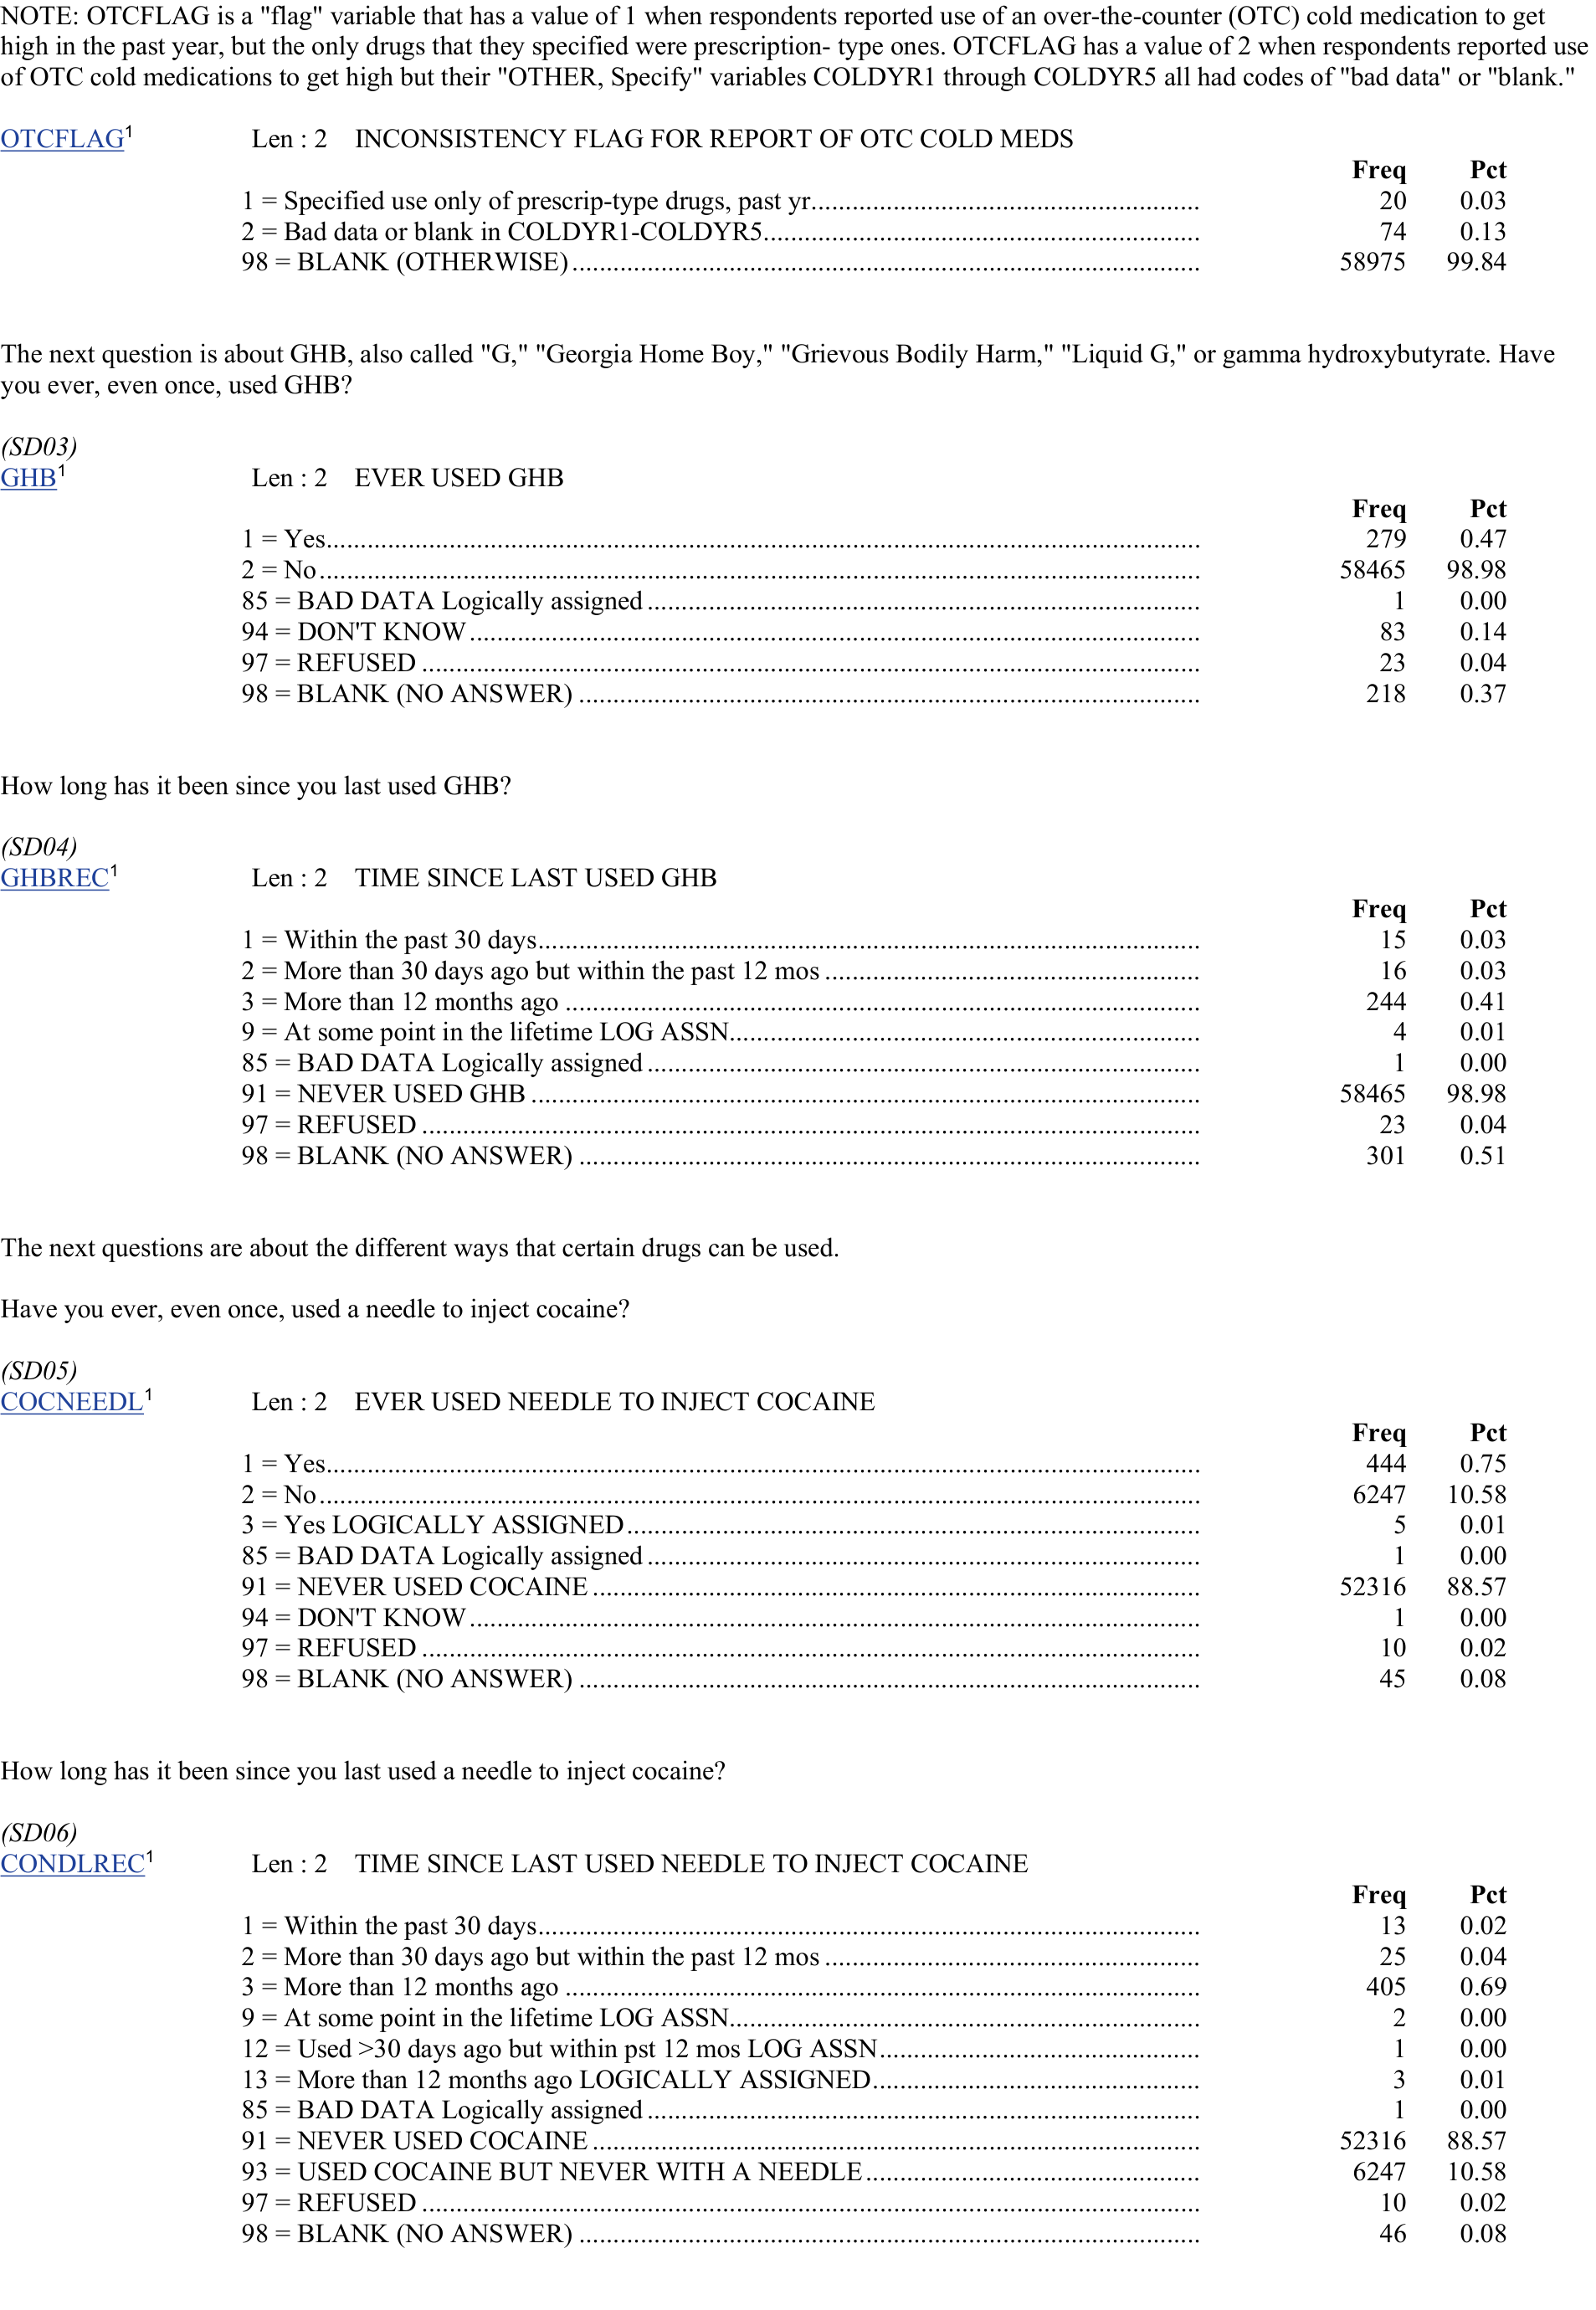 NOTE: OTCFLAG is a "flag" variable that has a value of 1 when respondents reported use of an over-the-counter (OTC) cold medication to get
high in the past year, but the only drugs that they specified were prescription- type ones. OTCFLAG has a value of 2 when respondents reported use
of OTC cold medications to get high but their "OTHER, Specify" variables COLDYR1 through COLDYR5 all had codes of "bad data" or "blank."
OTCFLAG¹ Len : 2 INCONSISTENCY FLAG FOR REPORT OF OTC COLD MEDS
Freq Pct
1 = Specified use only of prescrip-type drugs, past yr 20 0.03
2 = Bad data or blank in COLDYR1-COLDYR5 74 0.13
98 = BLANK (OTHERWISE) 58975 99.84
The next question is about GHB, also called "G," "Georgia Home Boy," "Grievous Bodily Harm," "Liquid G," or gamma hydroxybutyrate. Have
you ever, even once, used GHB?
(SD03)
GHB¹ Len : 2 EVER USED GHB
Freq Pct
1 = Yes 279 0.47
2 = No 58465 98.98
85 = BAD DATA Logically assigned 1 0.00
94 = DON'T KNOW 83 0.14
97 = REFUSED 23 0.04
98 = BLANK (NO ANSWER) 218 0.37
How long has it been since you last used GHB?
(SD04)
GHBREC¹ Len : 2 TIME SINCE LAST USED GHB
Freq Pct
1 = Within the past 30 days 15 0.03
2 = More than 30 days ago but within the past 12 mos 16 0.03
3 = More than 12 months ago 244 0.41
9 = At some point in the lifetime LOG ASSN 4 0.01
85 = BAD DATA Logically assigned 1 0.00
91 = NEVER USED GHB 58465 98.98
97 = REFUSED 23 0.04
98 = BLANK (NO ANSWER) 301 0.51
The next questions are about the different ways that certain drugs can be used.
Have you ever, even once, used a needle to inject cocaine?
(SD05)
COCNEEDL¹ Len : 2 EVER USED NEEDLE TO INJECT COCAINE
Freq Pct
1 = Yes 444 0.75
2 = No 6247 10.58
3 = Yes LOGICALLY ASSIGNED 5 0.01
85 = BAD DATA Logically assigned 1 0.00
91 = NEVER USED COCAINE 52316 88.57
94 = DON'T KNOW 1 0.00
97 = REFUSED 10 0.02
98 = BLANK (NO ANSWER) 45 0.08
How long has it been since you last used a needle to inject cocaine?
(SD06)
CONDLREC¹ Len : 2 TIME SINCE LAST USED NEEDLE TO INJECT COCAINE
Freq Pct
1 = Within the past 30 days 13 0.02
2 = More than 30 days ago but within the past 12 mos 25 0.04
3 = More than 12 months ago 405 0.69
9 = At some point in the lifetime LOG ASSN 2 0.00
12 = Used >30 days ago but within pst 12 mos LOG ASSN 1 0.00
13 = More than 12 months ago LOGICALLY ASSIGNED 3 0.01
85 = BAD DATA Logically assigned 1 0.00
91 = NEVER USED COCAINE 52316 88.57
93 = USED COCAINE BUT NEVER WITH A NEEDLE 6247 10.58
97 = REFUSED 10 0.02
98 = BLANK (NO ANSWER) 46 0.08